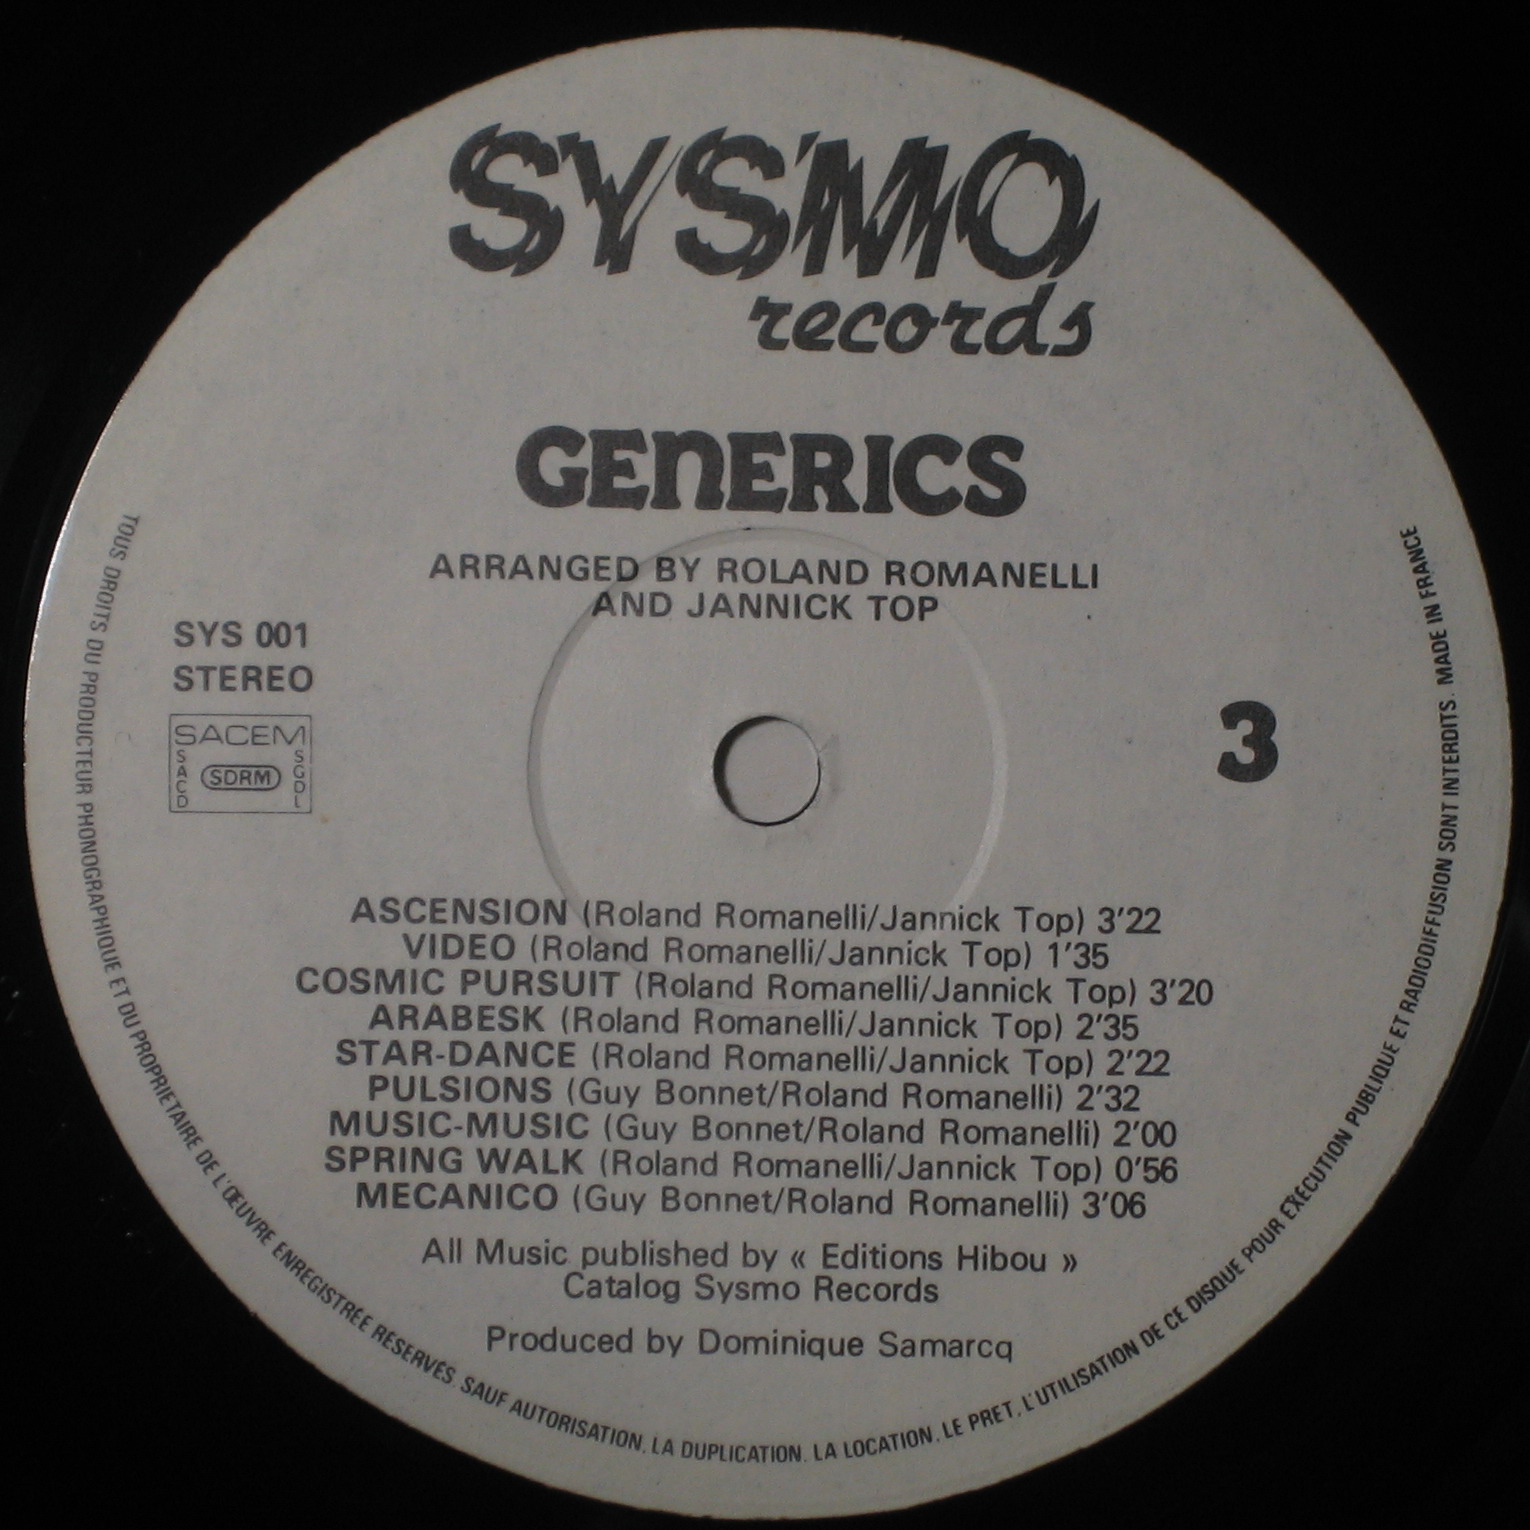 SYSMO
records
GENERICS
ARRANGED BY ROLAND ROMANELLI
AND JANNICK TOP
SYS 001
STEREO
SACEM
SACD
SDRM
SGDL
3
ASCENSION (Roland Romanelli/Jannick Top) 3'22
VIDEO (Roland Romanelli/Jannick Top) 1'35
COSMIC PURSUIT (Roland Romanelli/Jannick Top) 3'20
ARABESK (Roland Romanelli/Jannick Top) 2'35
STAR-DANCE (Roland Romanelli/Jannick Top) 2'22
PULSIONS (Guy Bonnet/Roland Romanelli) 2'32
MUSIC-MUSIC (Guy Bonnet/Roland Romanelli) 2'00
SPRING WALK (Roland Romanelli/Jannick Top) 0'56
MECANICO (Guy Bonnet/Roland Romanelli) 3'06
All Music published by « Editions Hibou »
Catalog Sysmo Records
Produced by Dominique Samarcq
TOUS DROITS DU PRODUCTEUR PHONOGRAPHIQUE ET DU PROPRIETAIRE DE L'ŒUVRE ENREGISTRÉE RESERVÉS. SAUF AUTORISATION. LA DUPLICATION. LA LOCATION. LE PRET. L'UTILISATION DE CE DISQUE POUR EXÉCUTION PUBLIQUE ET RADIODIFFUSION SONT INTERDITS. MADE IN FRANCE